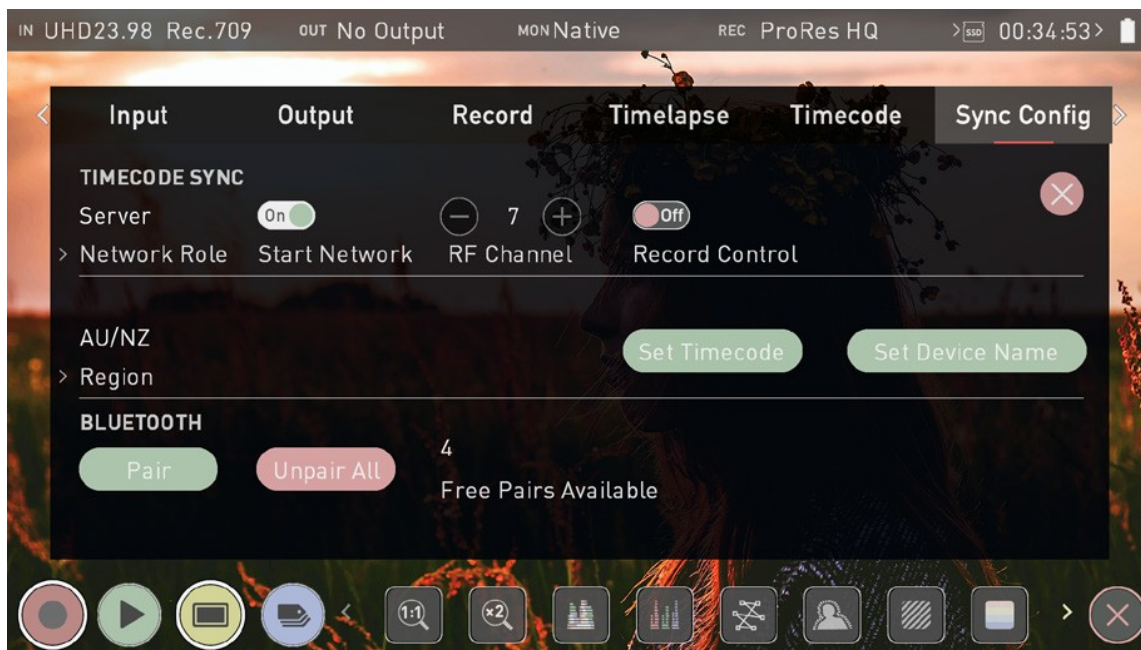 IN UHD23.98 Rec.709 OUT No Output MON Native REC ProRes HQ >SSD 00:34:53>
< Input Output Record Timelapse Timecode Sync Config >
TIMECODE SYNC
Server On 7 Off
> Network Role Start Network RF Channel Record Control
AU/NZ
Set Timecode Set Device Name
> Region
BLUETOOTH
4
Pair Unpair All
Free Pairs Available
1:1 ×2